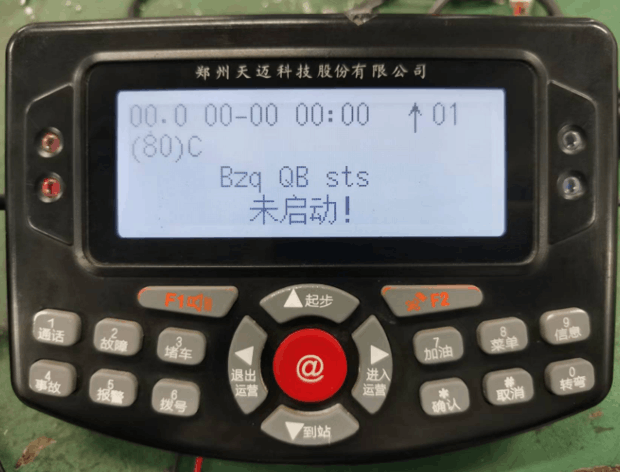 郑州天迈科技股份有限公司
00.0 00-00 00:00 ↑01
(80)C
Bzq QB sts
未启动!
F1
▲起步
F2
1
通话
2
故障
3
堵车
◀
退出
运营
@
▶
进入
运营
7
加油
8
菜单
9
信息
4
事故
5
报警
6
拨号
▼到站
*
确认
#
取消
0
转弯